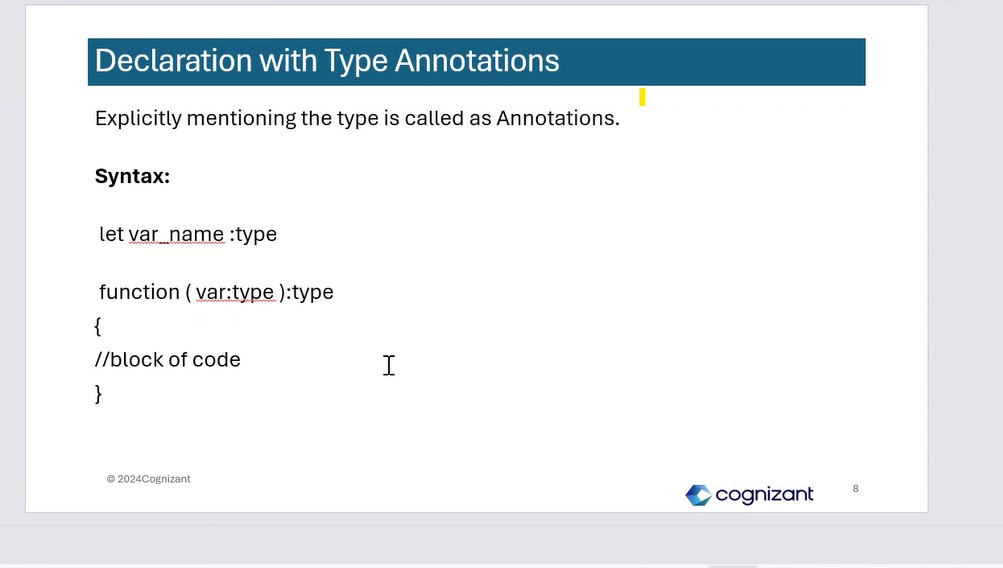 Declaration with Type Annotations
Explicitly mentioning the type is called as Annotations.
Syntax:
let var_name :type
function ( var:type ):type
{
//block of code
}
© 2024Cognizant
cognizant
8